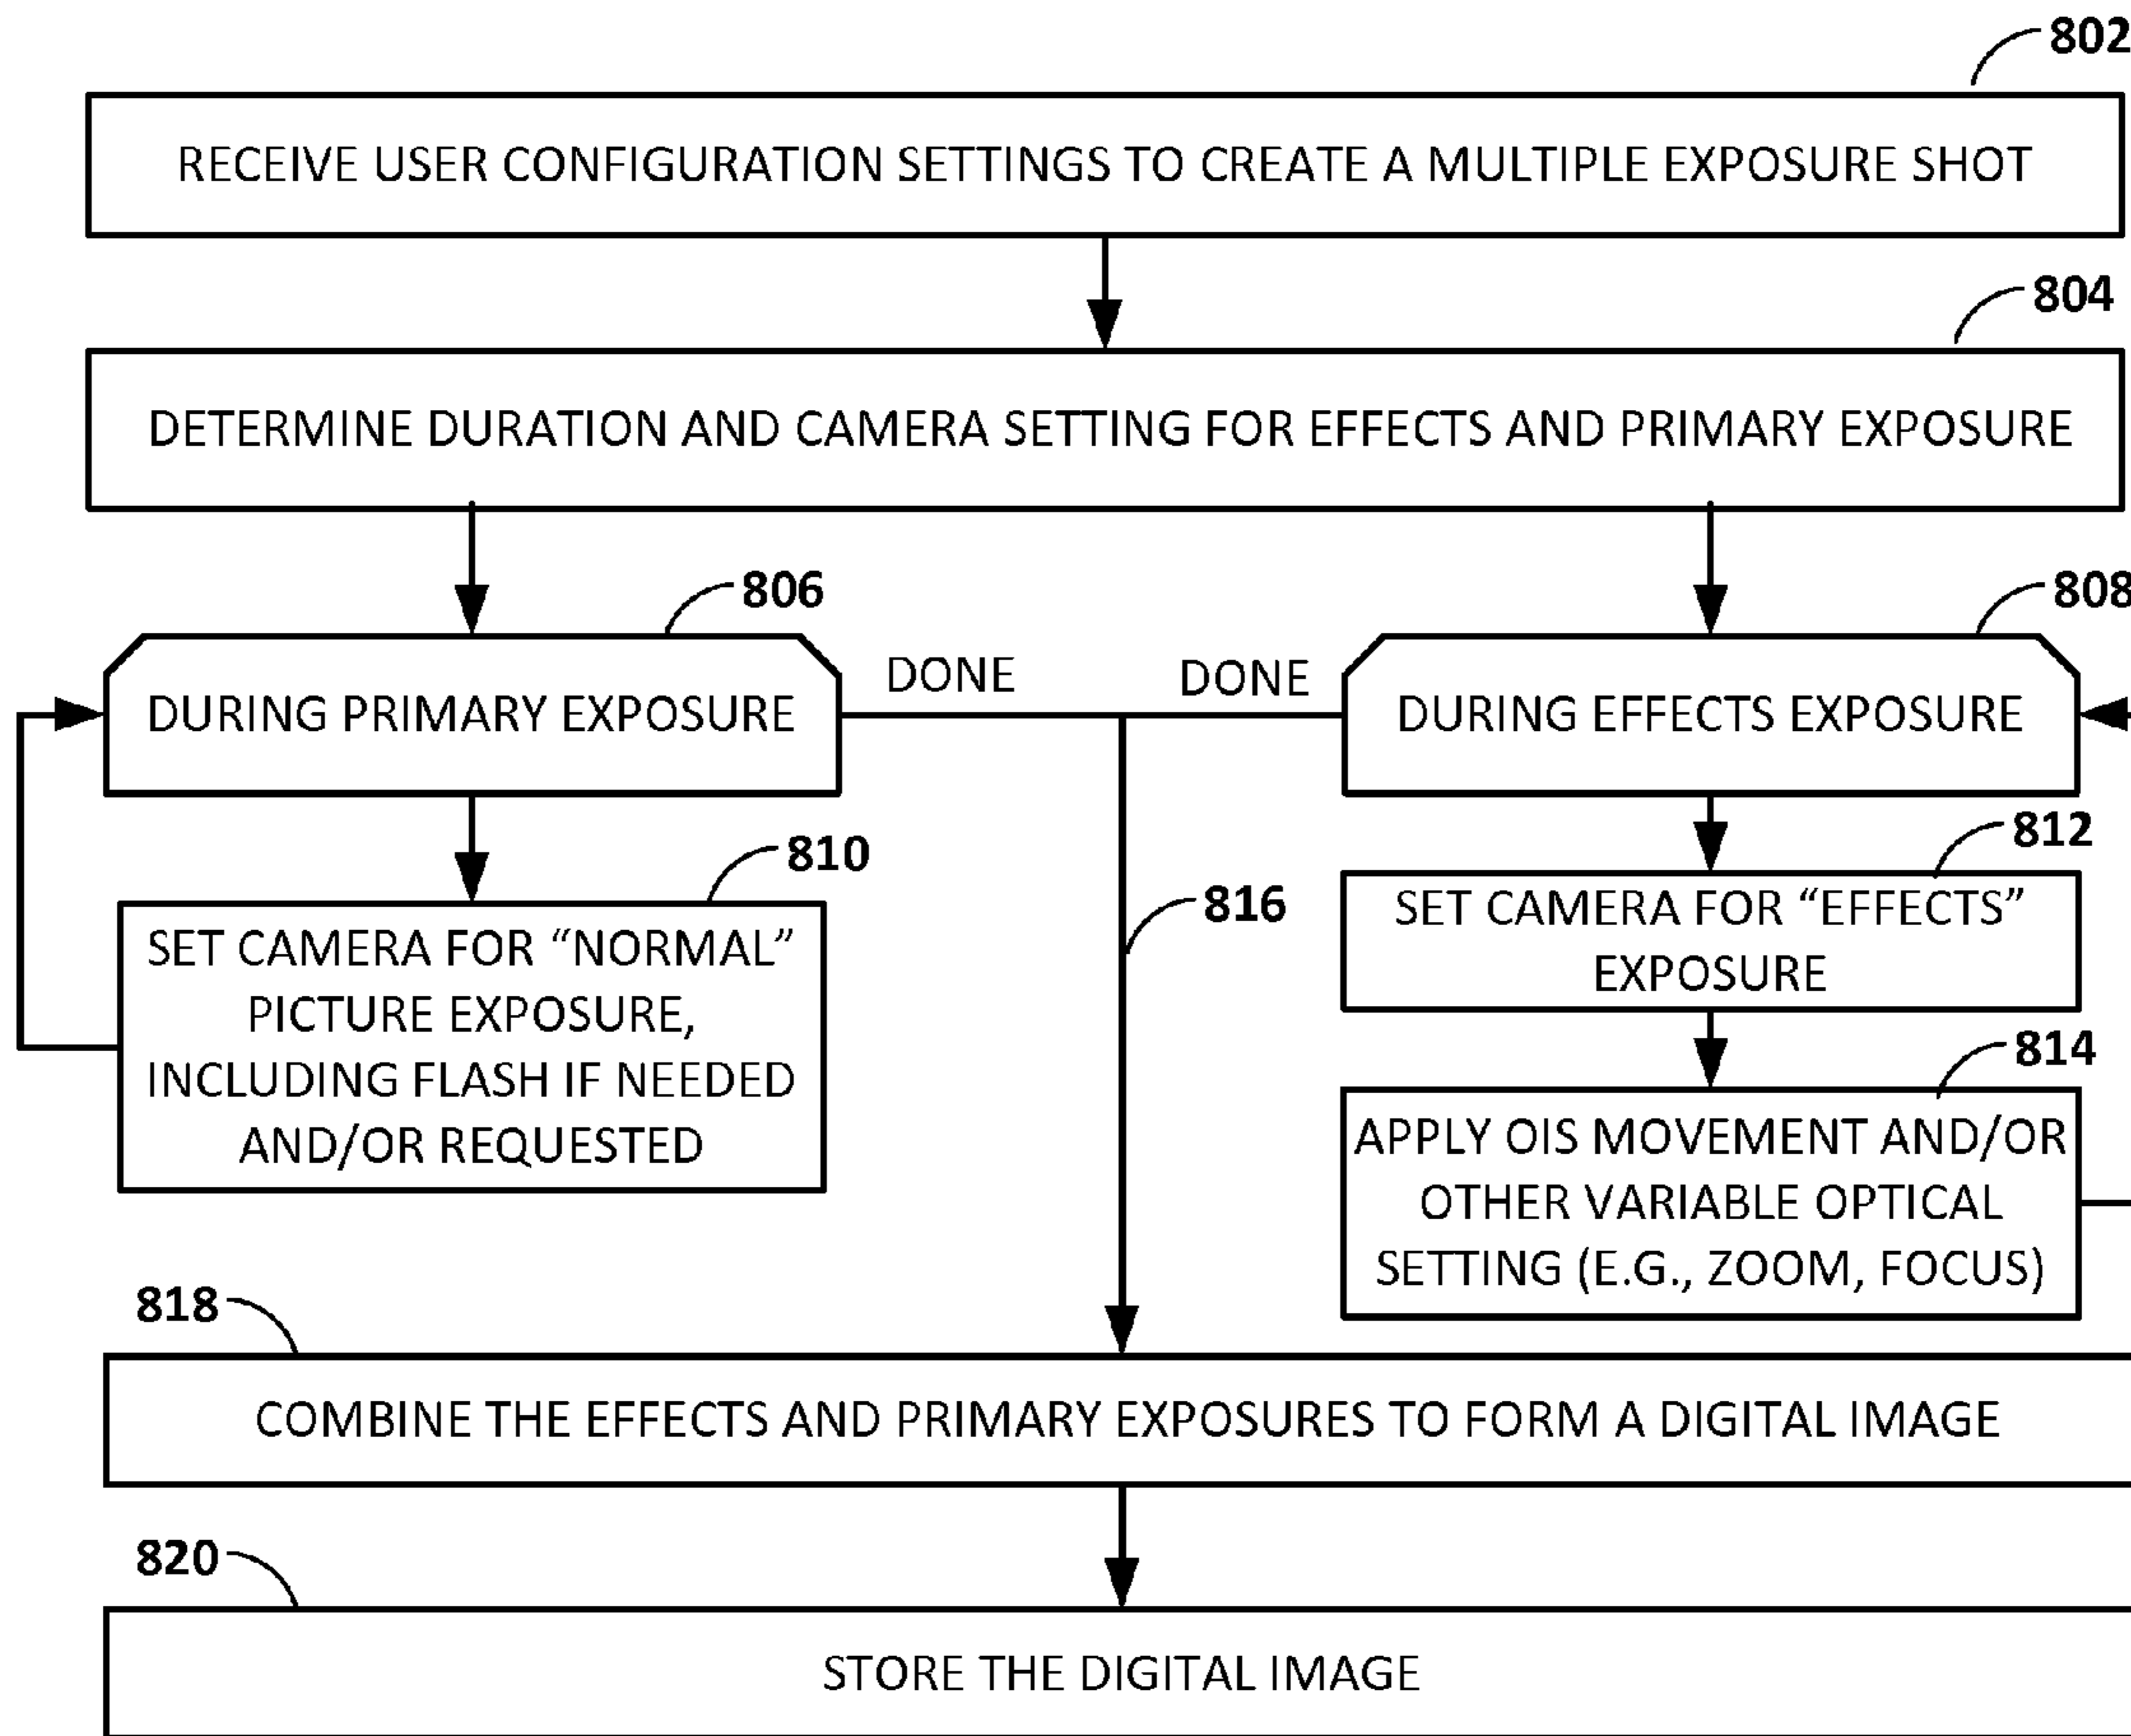 802
RECEIVE USER CONFIGURATION SETTINGS TO CREATE A MULTIPLE EXPOSURE SHOT
804
DETERMINE DURATION AND CAMERA SETTING FOR EFFECTS AND PRIMARY EXPOSURE
806
808
DONE
DONE
DURING PRIMARY EXPOSURE
DURING EFFECTS EXPOSURE
810
SET CAMERA FOR “NORMAL”
PICTURE EXPOSURE,
INCLUDING FLASH IF NEEDED
AND/OR REQUESTED
816
812
SET CAMERA FOR “EFFECTS”
EXPOSURE
814
APPLY OIS MOVEMENT AND/OR
OTHER VARIABLE OPTICAL
SETTING (E.G., ZOOM, FOCUS)
818
COMBINE THE EFFECTS AND PRIMARY EXPOSURES TO FORM A DIGITAL IMAGE
820
STORE THE DIGITAL IMAGE